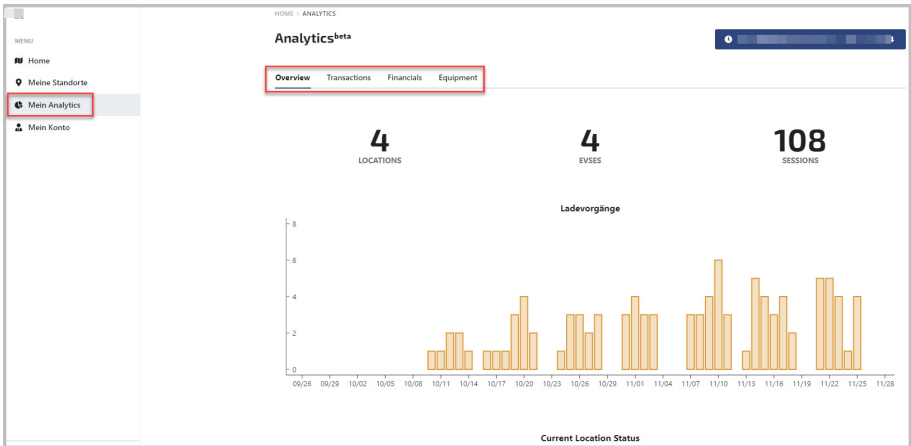 HOME > ANALYTICS
MENU
Home
Meine Standorte
Mein Analytics
Mein Konto
Analyticsbeta
Overview Transactions Financials Equipment
4 4 108
LOCATIONS EVSES SESSIONS
Ladevorgänge
8
6
4
2
0
09/26 09/29 10/02 10/05 10/08 10/11 10/14 10/17 10/20 10/23 10/26 10/29 11/01 11/04 11/07 11/10 11/13 11/16 11/19 11/22 11/25 11/28
Current Location Status